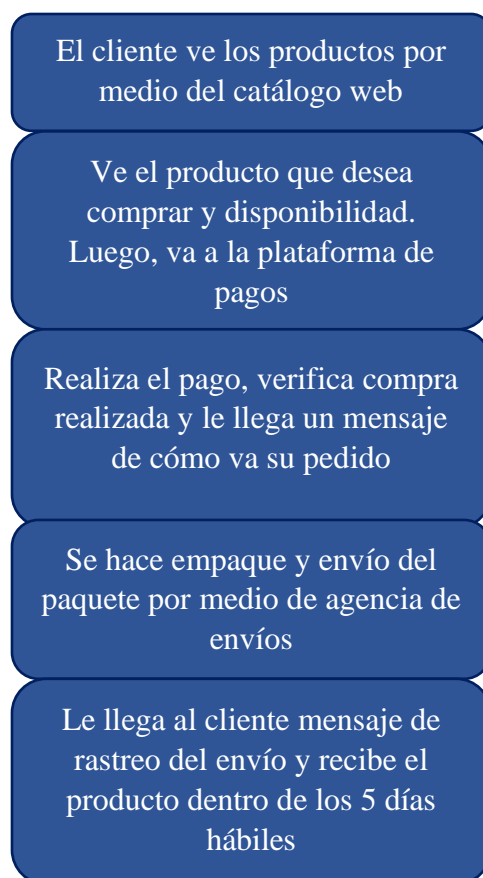 El cliente ve los productos por
medio del catálogo web
Ve el producto que desea
comprar y disponibilidad.
Luego, va a la plataforma de
pagos
Realiza el pago, verifica compra
realizada y le llega un mensaje
de cómo va su pedido
Se hace empaque y envío del
paquete por medio de agencia de
envíos
Le llega al cliente mensaje de
rastreo del envío y recibe el
producto dentro de los 5 días
hábiles